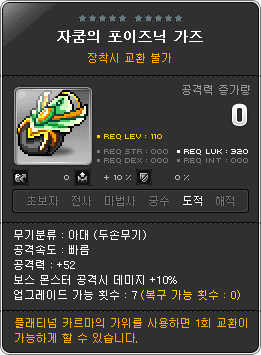 자쿰의 포이즈닉 가즈
장착시 교환 불가
공격력 증가량
0
REQ LEV : 110
REQ STR : 000 REQ LUK : 320
REQ DEX : 000 REQ INT : 000
0 + 10 % 0 %
초보자 전사 마법사 궁수 도적 해적
무기분류 : 아대 (두손무기)
공격속도 : 빠름
공격력 : +52
보스 몬스터 공격시 데미지 +10%
업그레이드 가능 횟수 : 7 (복구 가능 횟수 : 0)
플래티넘 카르마의 가위를 사용하면 1회 교환이
가능하게 할 수 있습니다.